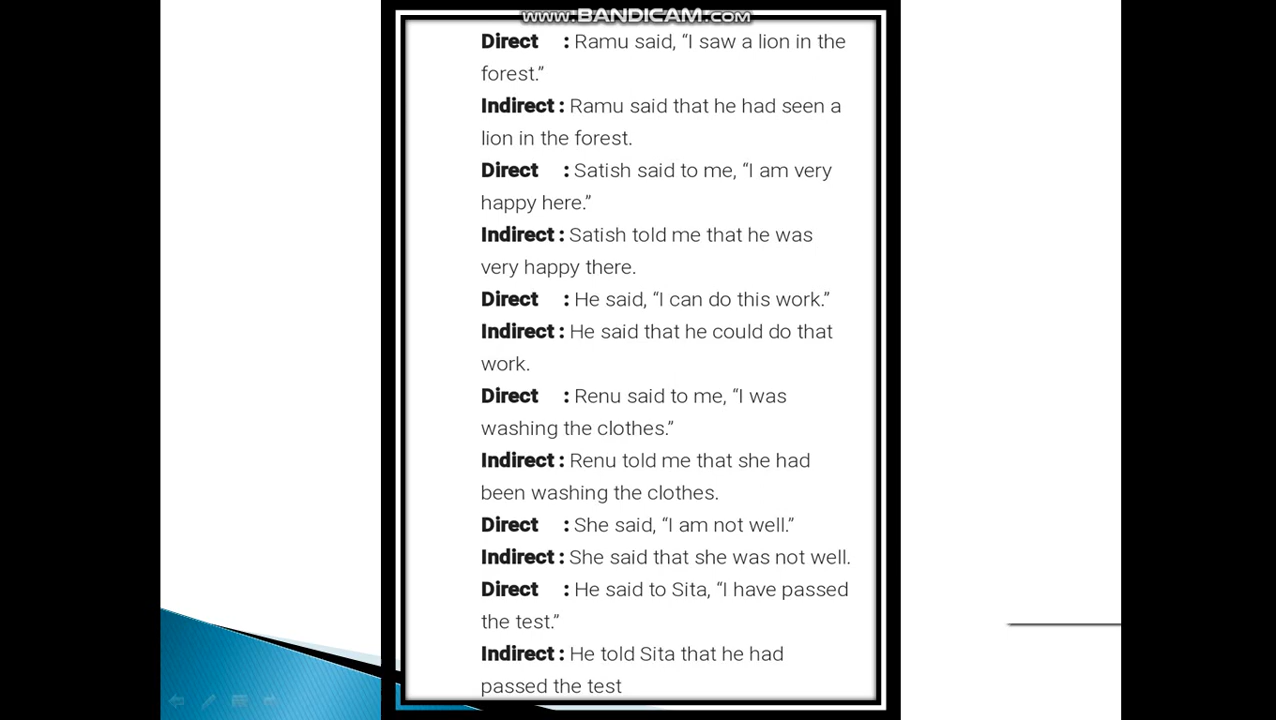 www.BANDICAM.com
Direct : Ramu said, “I saw a lion in the
forest.”
Indirect : Ramu said that he had seen a
lion in the forest.
Direct : Satish said to me, “I am very
happy here.”
Indirect : Satish told me that he was
very happy there.
Direct : He said, “I can do this work.”
Indirect : He said that he could do that
work.
Direct : Renu said to me, “I was
washing the clothes.”
Indirect : Renu told me that she had
been washing the clothes.
Direct : She said, “I am not well.”
Indirect : She said that she was not well.
Direct : He said to Sita, “I have passed
the test.”
Indirect : He told Sita that he had
passed the test